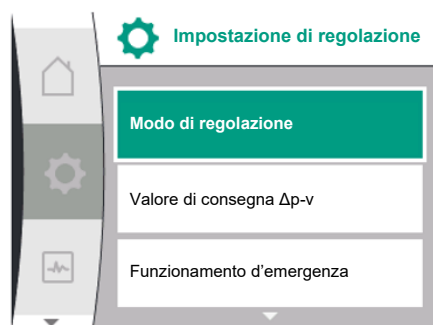 Impostazione di regolazione
Modo di regolazione
Valore di consegna Δp-v
Funzionamento d'emergenza